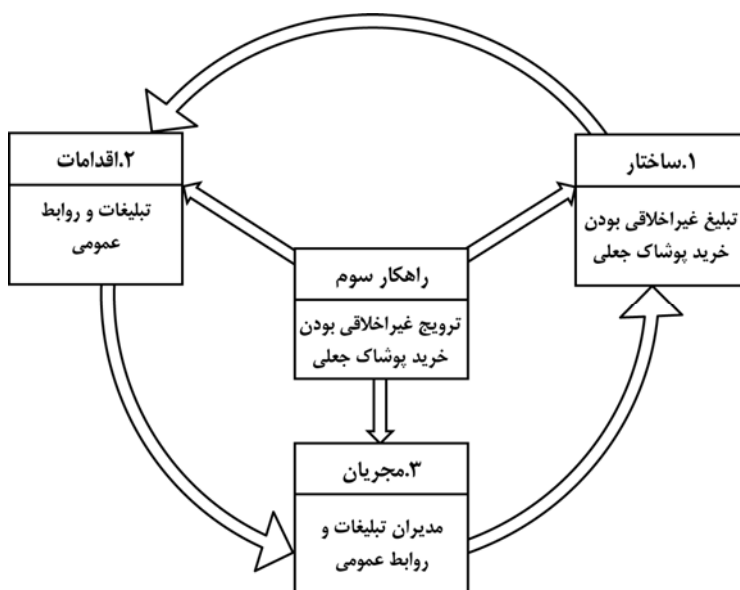 ۱.ساختار
تبلیغ غیراخلاقی بودن
خرید پوشاک جعلی
۲.اقدامات
تبلیغات و روابط
عمومی
راهکار سوم
ترویج غیراخلاقی بودن
خرید پوشاک جعلی
۳.مجریان
مدیران تبلیغات و
روابط عمومی